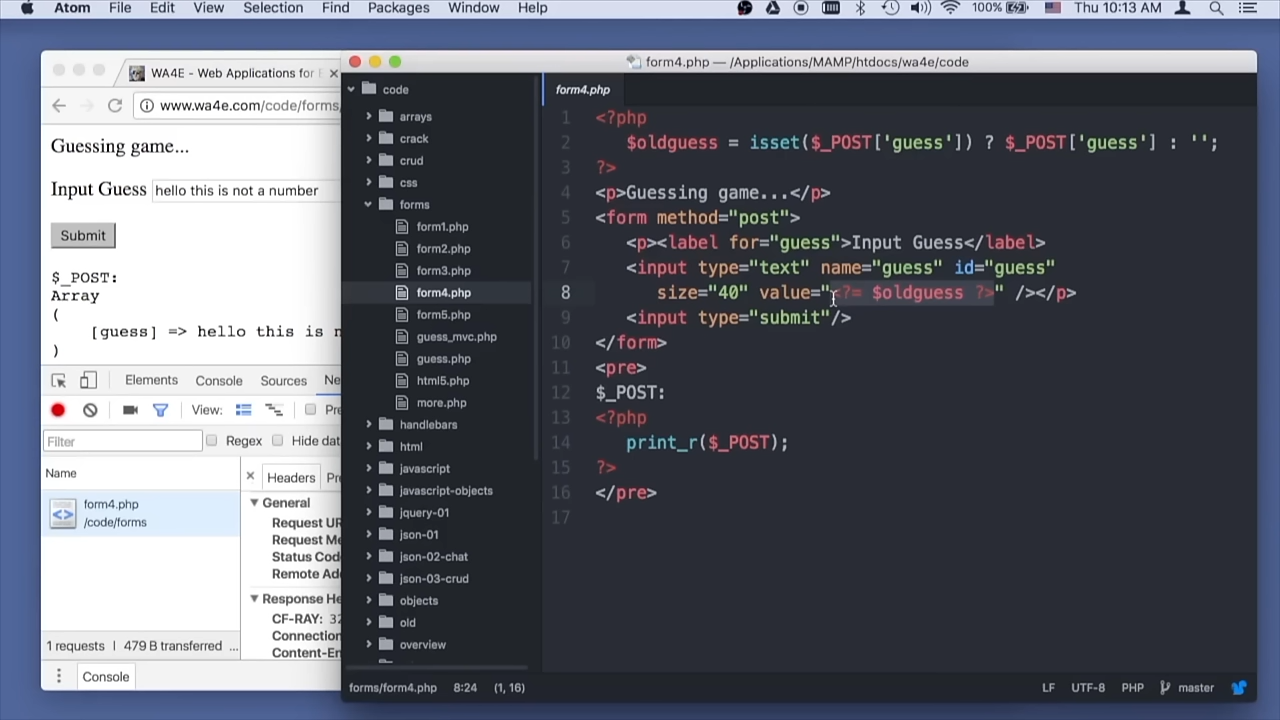 Atom File Edit View Selection Find Packages Window Help 100% Thu 10:13 AM
WA4E - Web Applications for E
www.wa4e.com/code/forms
Guessing game...
Input Guess hello this is not a number
Submit
$_POST:
Array
(
[guess] => hello this is n
)
Elements Console Sources Ne
View: Pre
Filter Regex Hide dat
Name
form4.php
/code/forms
Headers Pre
General
Request UR
Request Me
Status Cod
Remote Ad
Response He
CF-RAY: 32
Connection
Content-En
1 requests 479 B transferred ...
Console
form4.php — /Applications/MAMP/htdocs/wa4e/code
code
arrays
crack
crud
css
forms
form1.php
form2.php
form3.php
form4.php
form5.php
guess_mvc.php
guess.php
html5.php
more.php
handlebars
html
javascript
javascript-objects
jquery-01
json-01
json-02-chat
json-03-crud
objects
old
overview
form4.php
1 <?php
2 $oldguess = isset($_POST['guess']) ? $_POST['guess'] : '';
3 ?>
4 <p>Guessing game...</p>
5 <form method="post">
6 <p><label for="guess">Input Guess</label>
7 <input type="text" name="guess" id="guess"
8 size="40" value="<?= $oldguess ?>" /></p>
9 <input type="submit"/>
10 </form>
11 <pre>
12 $_POST:
13 <?php
14 print_r($_POST);
15 ?>
16 </pre>
17
forms/form4.php 8:24 (1, 16) LF UTF-8 PHP master